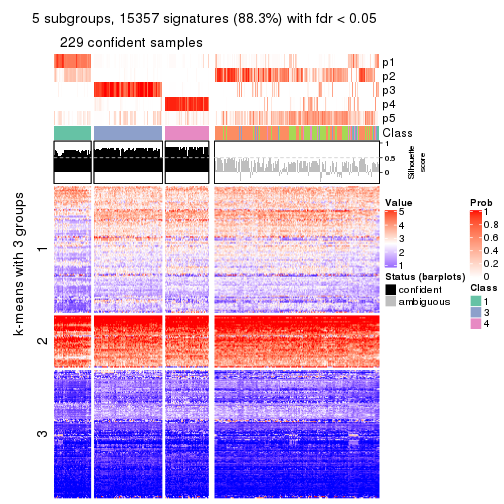 5 subgroups, 15357 signatures (88.3%) with fdr < 0.05
229 confident samples
p1
p2
p3
p4
p5
Class
1
0.5
0
Silhouette
score
k-means with 3 groups
1
2
3
Value
5
4
3
2
1
Status (barplots)
confident
ambiguous
Prob
1
0.8
0.6
0.4
0.2
0
Class
1
3
4